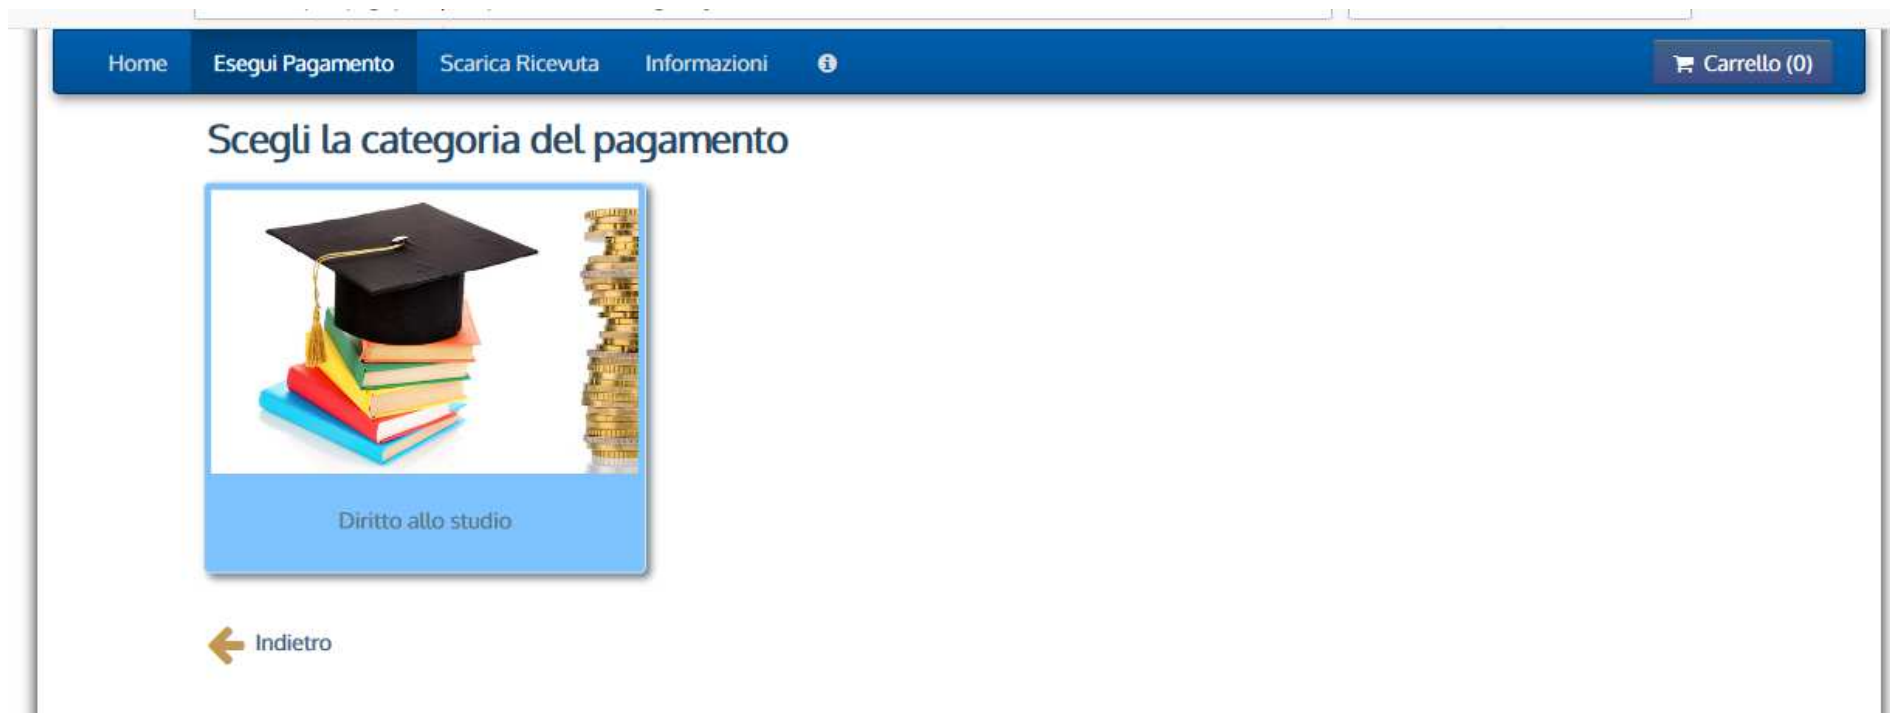 Home Esegui Pagamento Scarica Ricevuta Informazioni Carrello (0)
Scegli la categoria del pagamento
Diritto allo studio
Indietro